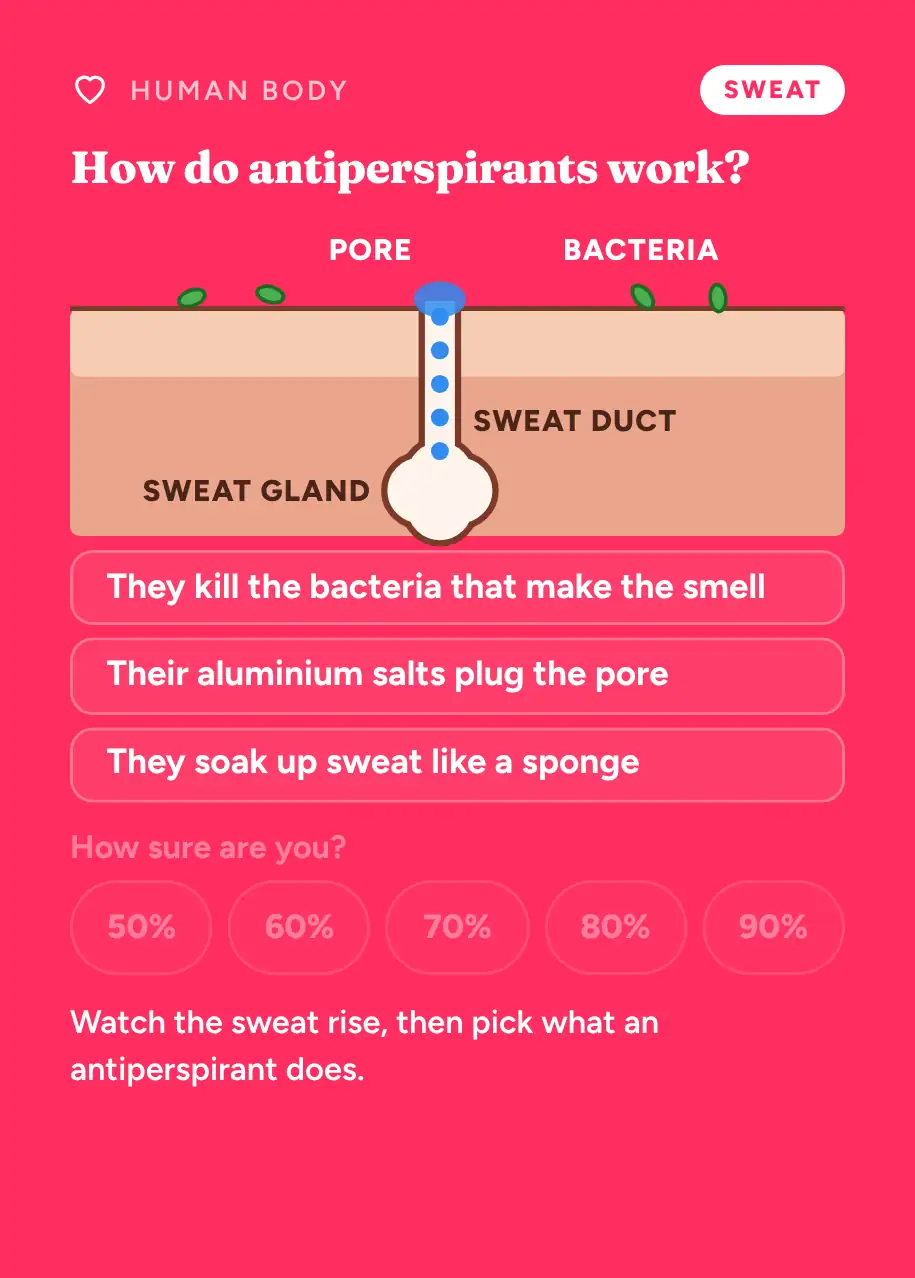 HUMAN BODY
SWEAT
How do antiperspirants work?
PORE
BACTERIA
SWEAT DUCT
SWEAT GLAND
They kill the bacteria that make the smell
Their aluminium salts plug the pore
They soak up sweat like a sponge
How sure are you?
50% 60% 70% 80% 90%
Watch the sweat rise, then pick what an
antiperspirant does.